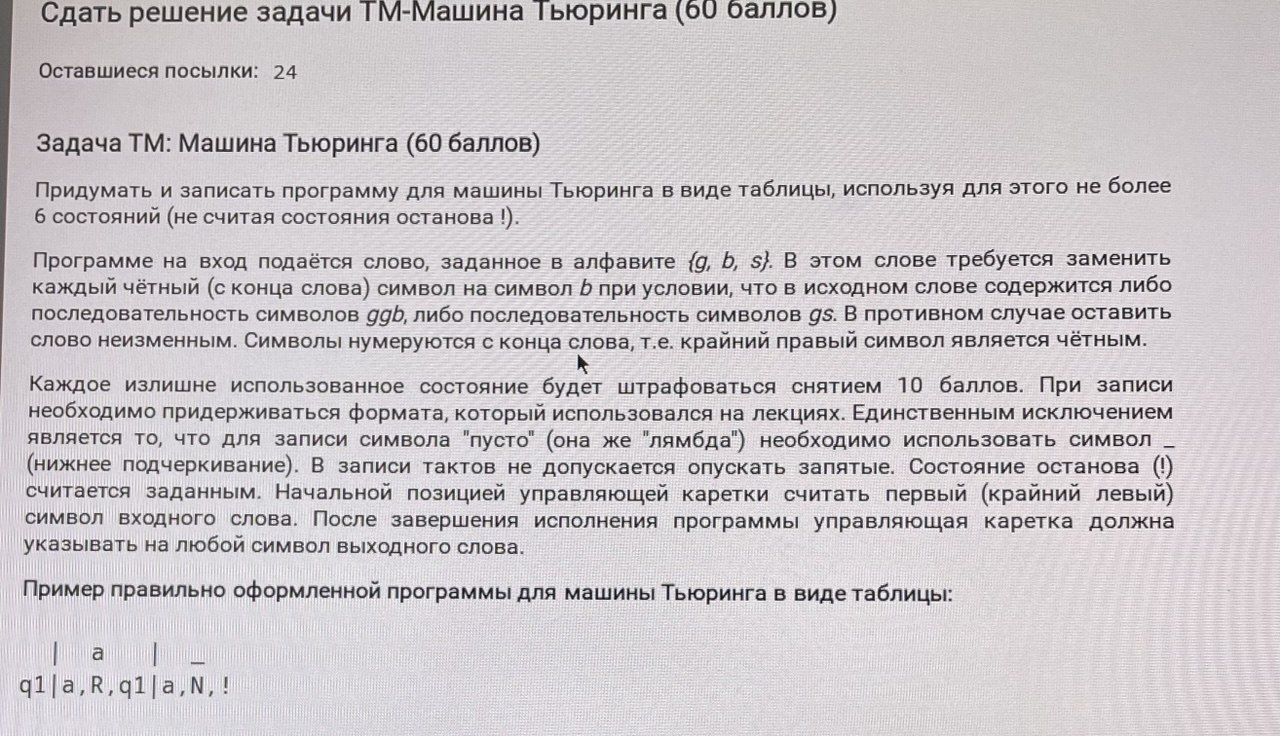 Сдать решение задачи ТМ-Машина Тьюринга (60 баллов)
Оставшиеся посылки: 24
Задача ТМ: Машина Тьюринга (60 баллов)
Придумать и записать программу для машины Тьюринга в виде таблицы, используя для этого не более
6 состояний (не считая состояния останова !).
Программе на вход подаётся слово, заданное в алфавите {g, b, s}. В этом слове требуется заменить
каждый чётный (с конца слова) символ на символ b при условии, что в исходном слове содержится либо
последовательность символов ggb, либо последовательность символов gs. В противном случае оставить
слово неизменным. Символы нумеруются с конца слова, т.е. крайний правый символ является чётным.
Каждое излишне использованное состояние будет штрафоваться снятием 10 баллов. При записи
необходимо придерживаться формата, который использовался на лекциях. Единственным исключением
является то, что для записи символа "пусто" (она же "лямбда") необходимо использовать символ _
(нижнее подчеркивание). В записи тактов не допускается опускать запятые. Состояние останова (!)
считается заданным. Начальной позицией управляющей каретки считать первый (крайний левый)
символ входного слова. После завершения исполнения программы управляющая каретка должна
указывать на любой символ выходного слова.
Пример правильно оформленной программы для машины Тьюринга в виде таблицы:
| a | _
q1|a,R,q1|a,N,!